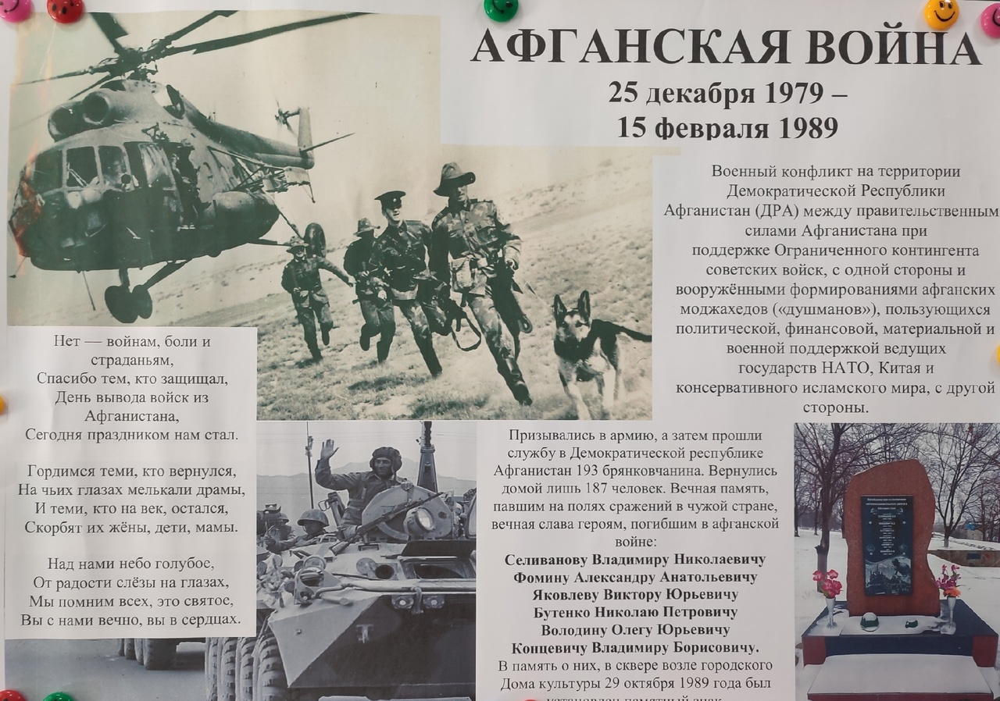 АФГАНСКАЯ ВОЙНА
25 декабря 1979 –
15 февраля 1989
Военный конфликт на территории
Демократической Республики
Афганистан (ДРА) между правительственным
силами Афганистана при
поддержке Ограниченного контингента
советских войск, с одной стороны и
вооружёнными формированиями афганских
моджахедов («душманов»), пользующихся
политической, финансовой, материальной и
военной поддержкой ведущих
государств НАТО, Китая и
консервативного исламского мира, с другой
стороны.
Нет — войнам, боли и
страданьям,
Спасибо тем, кто защищал,
День вывода войск из
Афганистана,
Сегодня праздником нам стал.
Гордимся теми, кто вернулся,
На чьих глазах мелькали драмы,
И теми, кто на век, остался,
Скорбят их жёны, дети, мамы.
Над нами небо голубое,
От радости слёзы на глазах,
Мы помним всех, это святое,
Вы с нами вечно, вы в сердцах.
Призывались в армию, а затем прошли
службу в Демократической республике
Афганистан 193 брянковчанина. Вернулись
домой лишь 187 человек. Вечная память,
павшим на полях сражений в чужой стране,
вечная слава героям, погибшим в афганской
войне:
Селиванову Владимиру Николаевичу
Фомину Александру Анатольевичу
Яковлеву Виктору Юрьевичу
Бутенко Николаю Петровичу
Володину Олегу Юрьевичу
Концевичу Владимиру Борисовичу.
В память о них, в сквере возле городского
Дома культуры 29 октября 1989 года был
установлен памятный знак